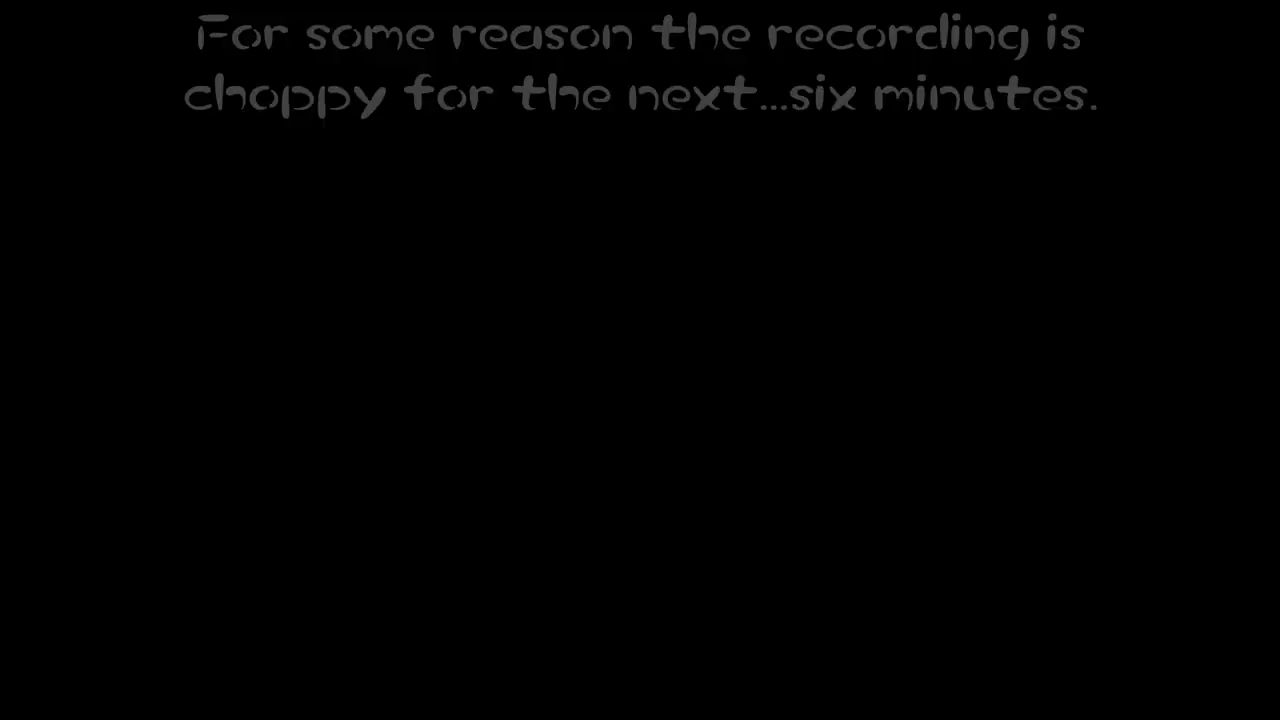 For some reason the recording is
choppy for the next...six minutes.